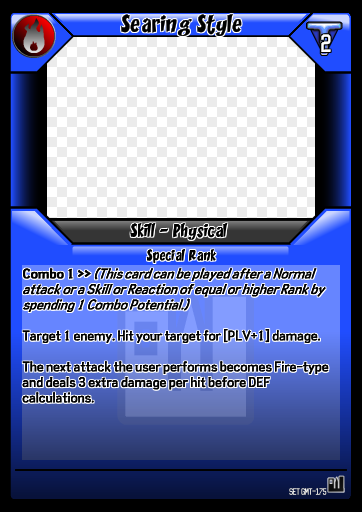 Searing Style
2
Skill - Physical
Special Rank
Combo 1 >> (This card can be played after a Normal
attack or a Skill or Reaction of equal or higher Rank by
spending 1 Combo Potential.)
Target 1 enemy. Hit your target for [PLV+1] damage.
The next attack the user performs becomes Fire-type
and deals 3 extra damage per hit before DEF
calculations.
SET GMT-175